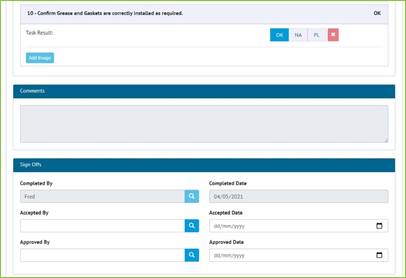 10 - Confirm Grease and Gaskets are correctly installed as required. OK
Task Result: OK NA PL
Add Image
Comments
Sign Offs
Completed By Completed Date
Fred 04/05/2021
Accepted By Accepted Date
dd/mm/yyyy
Approved By Approved Date
dd/mm/yyyy